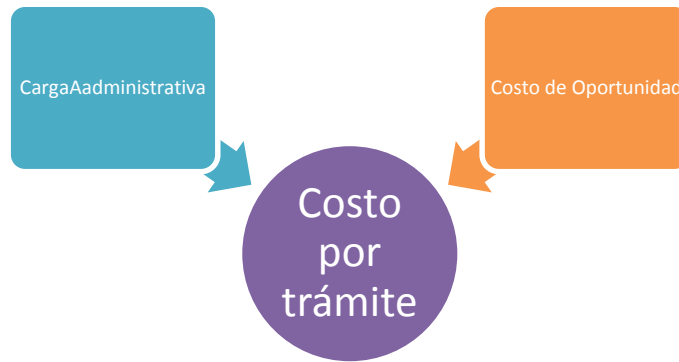 CargaAadministrativa
Costo de Oportunidad
Costo
por
trámite